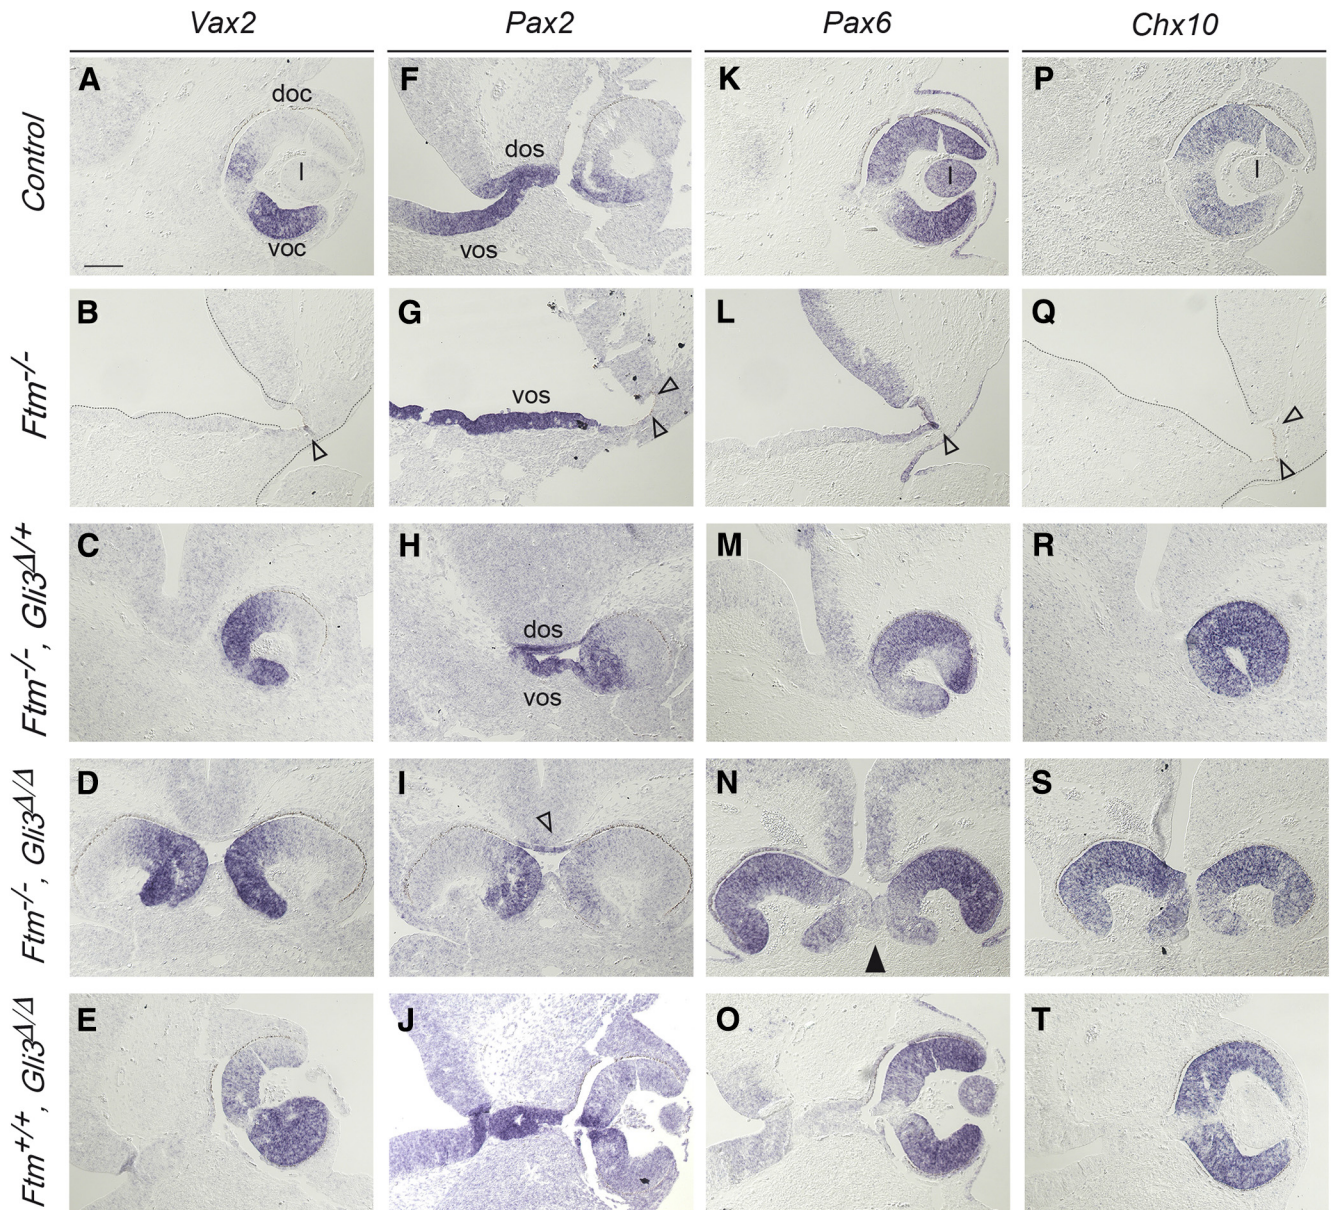 Vax2 Pax2 Pax6 Chx10
Control
A doc l voc
F dos vos
K l
P l
Ftm-/-
B
G vos
L
Q
Ftm-/-, Gli3Δ/+
C
H dos vos
M
R
Ftm-/-, Gli3Δ/Δ
D
I
N
S
Ftm+/+, Gli3Δ/Δ
E
J
O
T